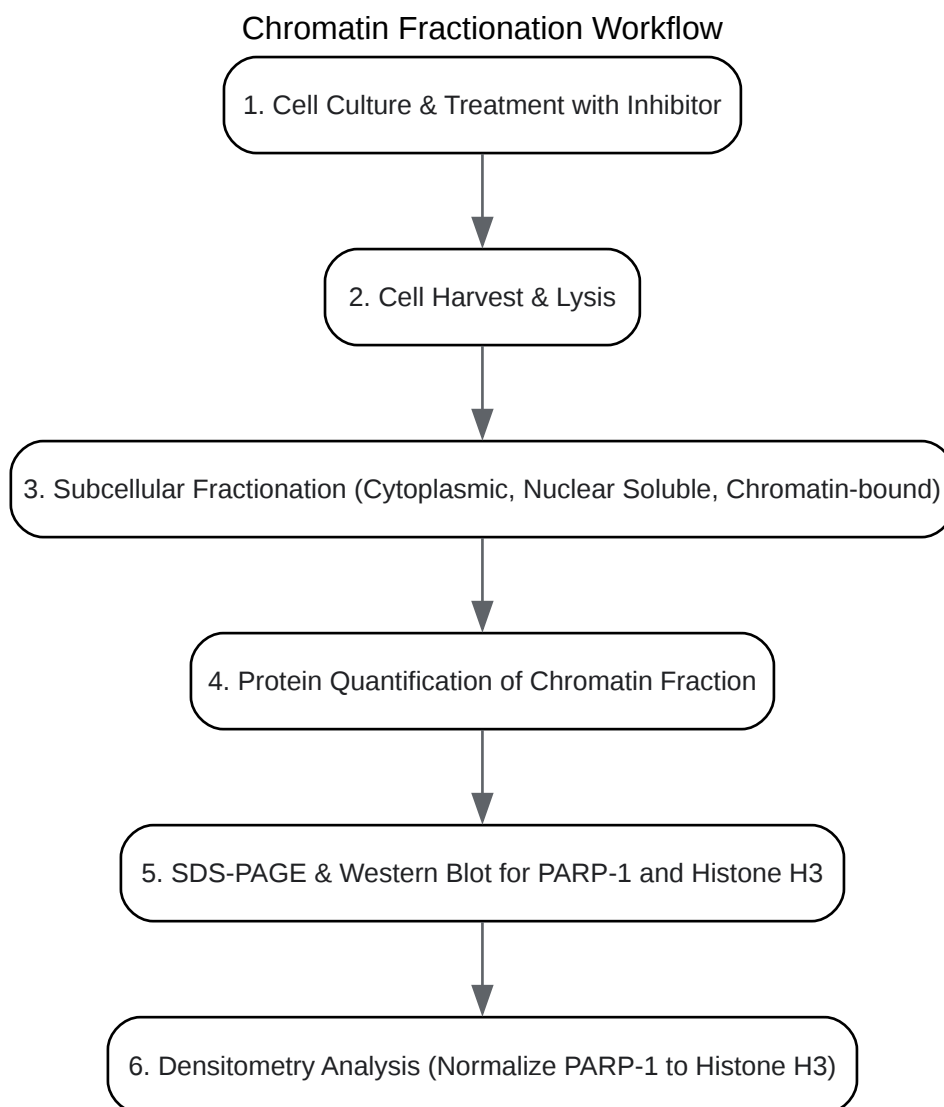 Chromatin Fractionation Workflow
1. Cell Culture & Treatment with Inhibitor
2. Cell Harvest & Lysis
3. Subcellular Fractionation (Cytoplasmic, Nuclear Soluble, Chromatin-bound)
4. Protein Quantification of Chromatin Fraction
5. SDS-PAGE & Western Blot for PARP-1 and Histone H3
6. Densitometry Analysis (Normalize PARP-1 to Histone H3)